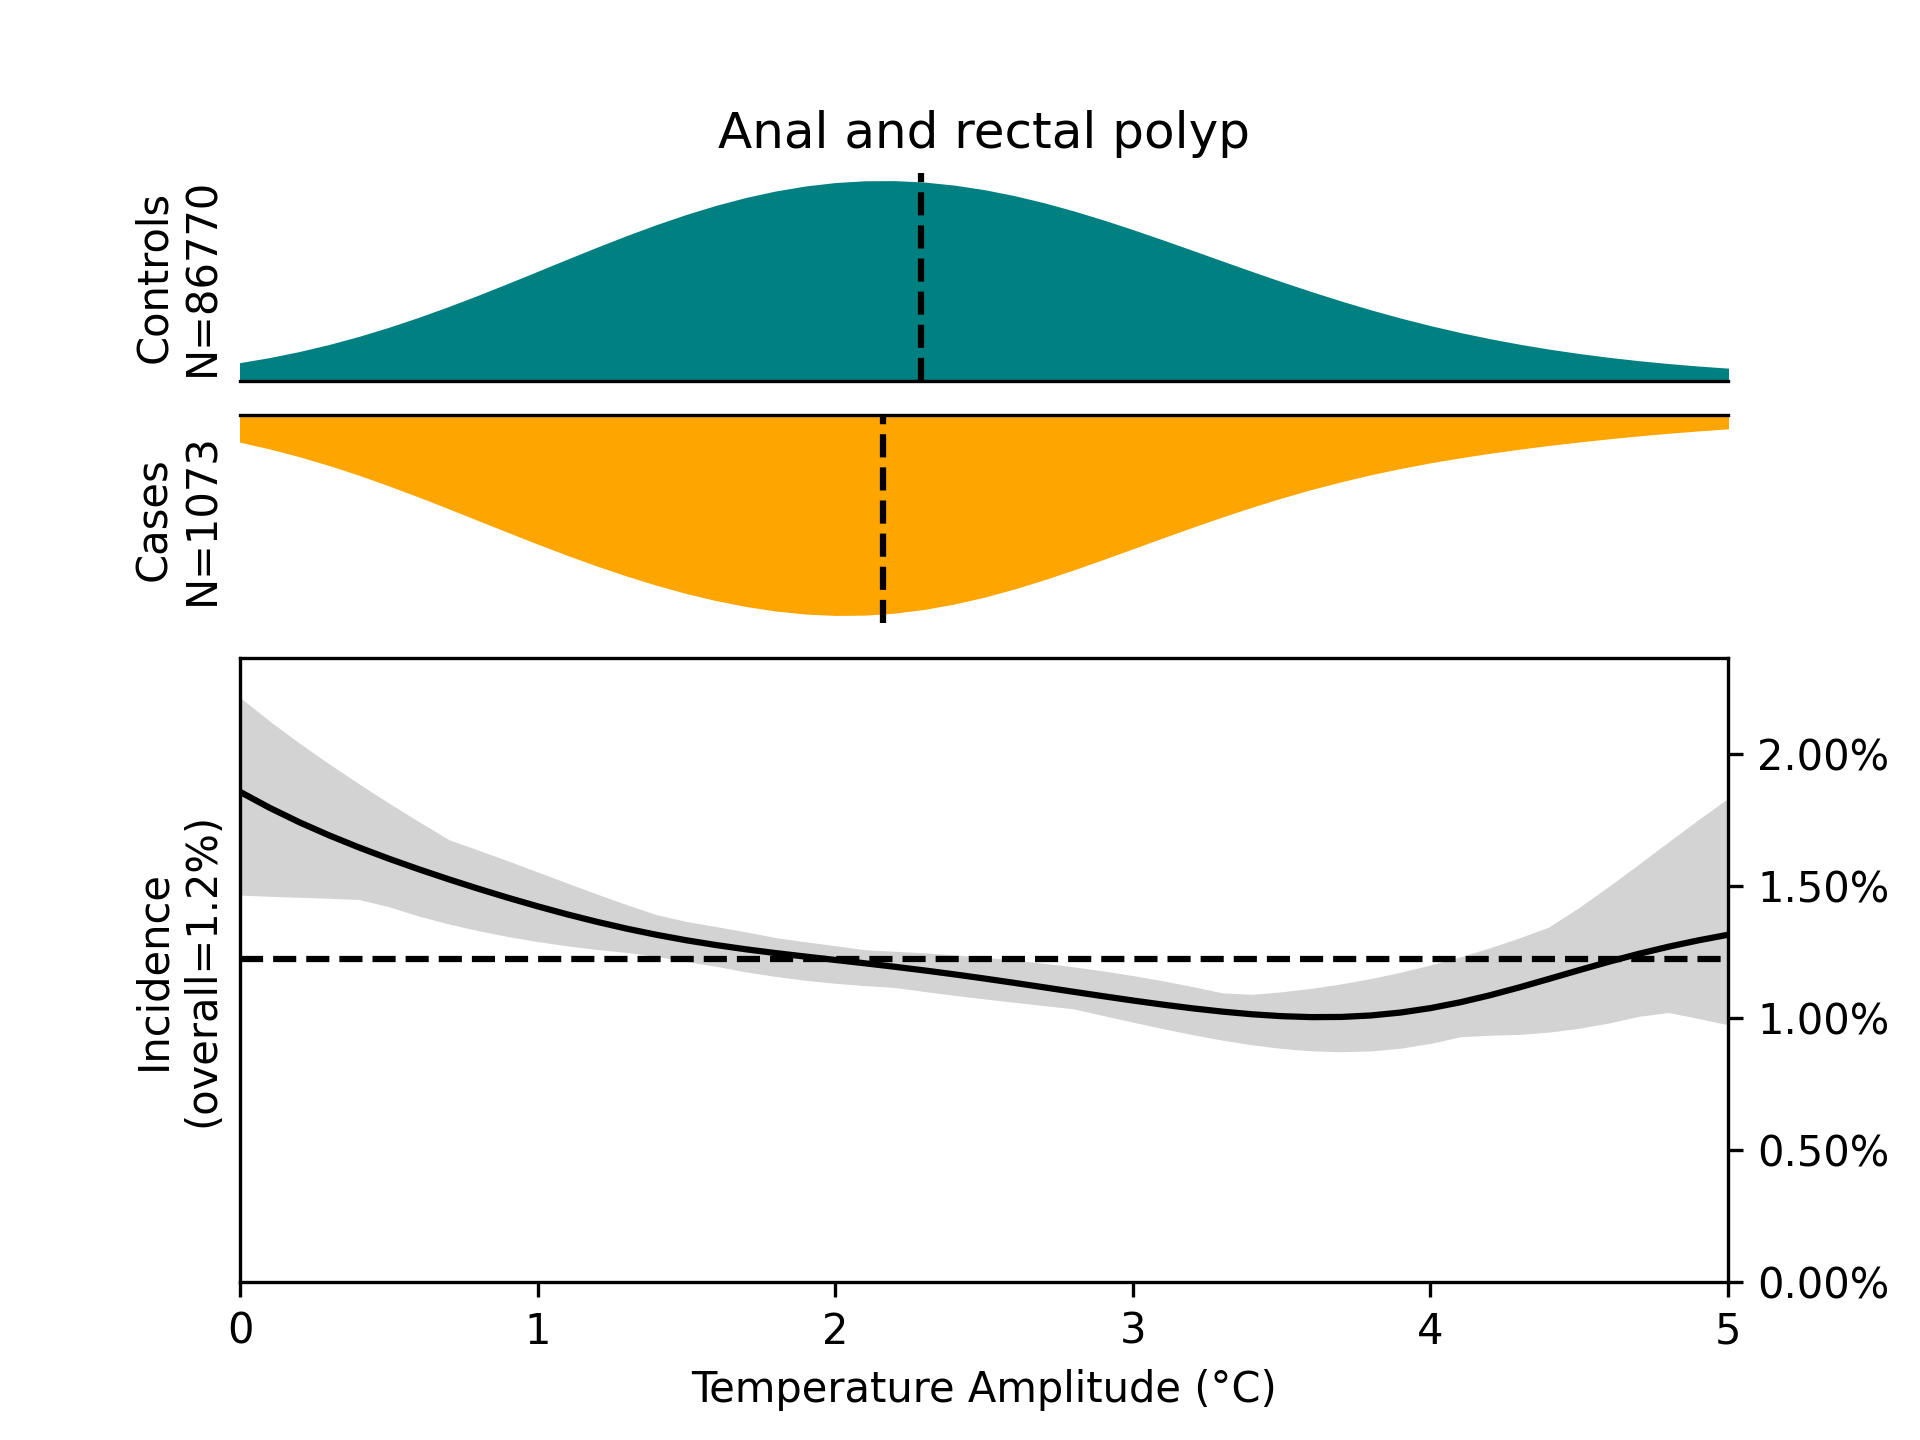 Anal and rectal polyp
Controls
N=86770
Cases
N=1073
Incidence
(overall=1.2%)
2.00%
1.50%
1.00%
0.50%
0.00%
0 1 2 3 4 5
Temperature Amplitude (°C)